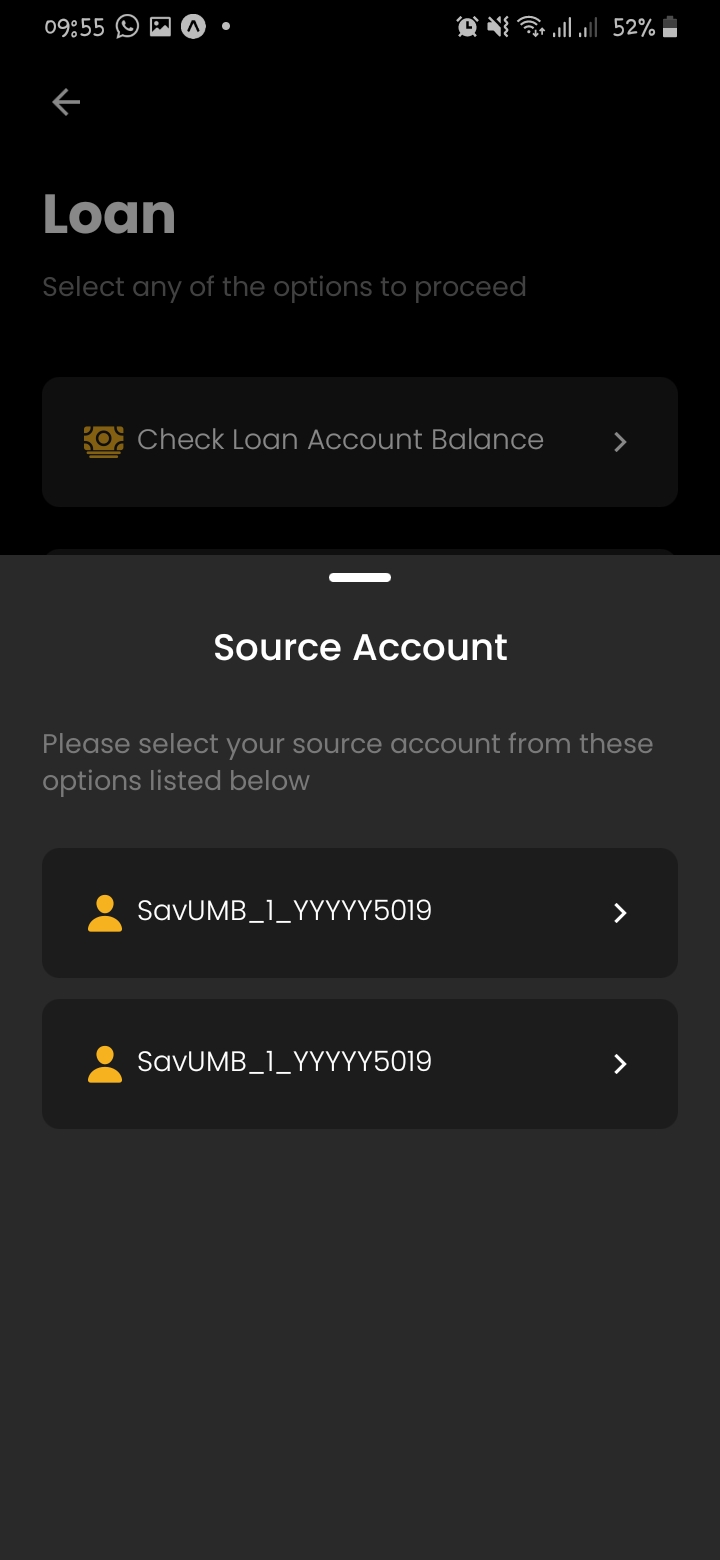 09:55 52%
Loan
Select any of the options to proceed
Check Loan Account Balance
Source Account
Please select your source account from these
options listed below
SavUMB_1_YYYYY5019
SavUMB_1_YYYYY5019